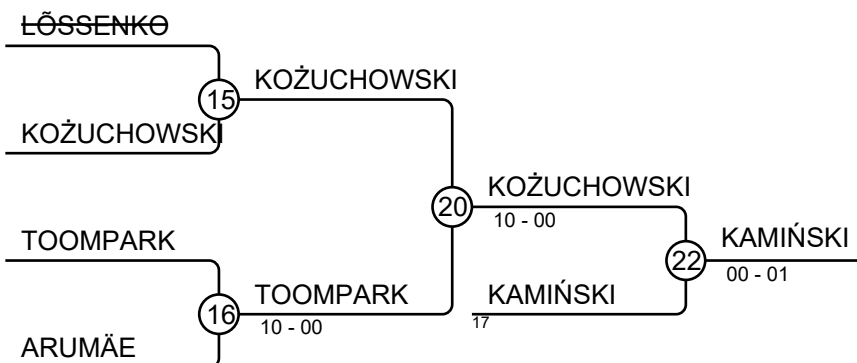 LÕSSENKO
15
KOŻUCHOWSKI
KOŻUCHOWSKI
20
KOŻUCHOWSKI
10 - 00
TOOMPARK
22
KAMIŃSKI
00 - 01
16
TOOMPARK
10 - 00
KAMIŃSKI
17
ARUMÄE